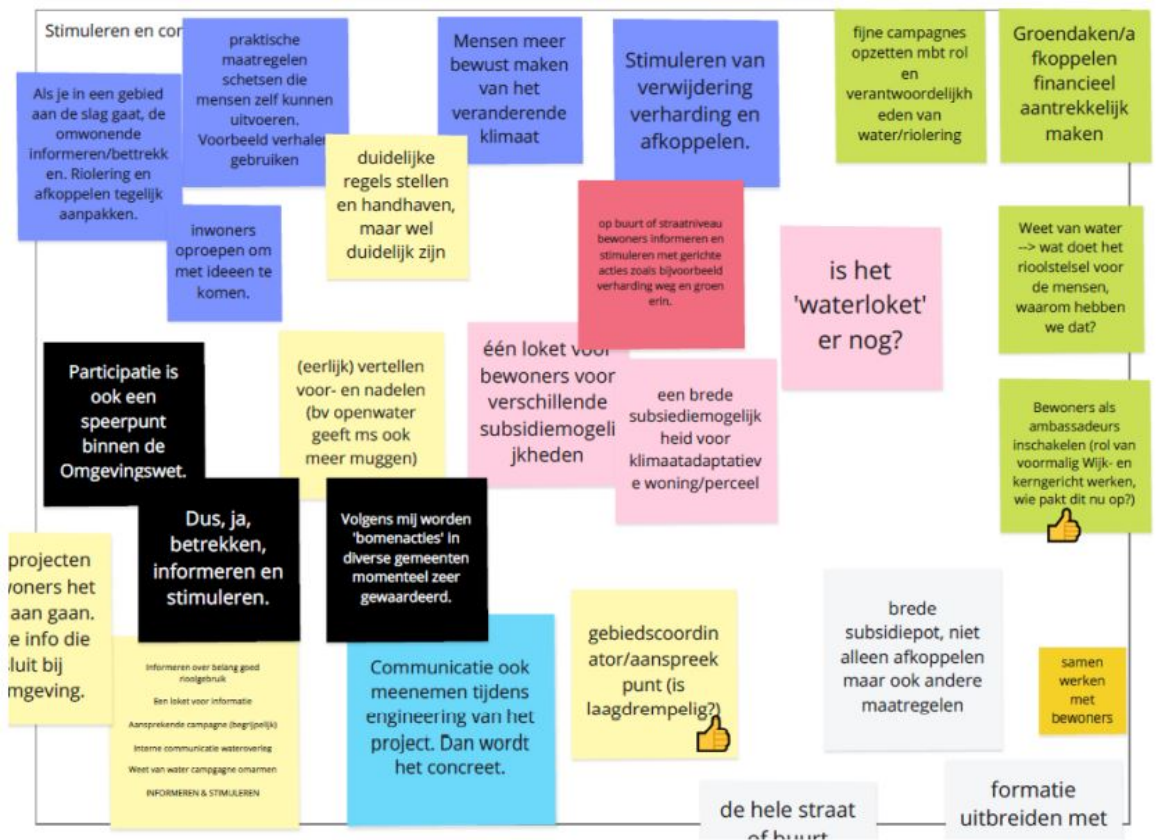 Stimuleren en
praktische
maatregelen
schetsen die
mensen zelf kunnen
uitvoeren.
Voorbeeld verhalen
gebruiken
Mensen meer
bewust maken
van het
veranderende
klimaat
Stimuleren van
verwijdering
verharding en
afkoppelen.
fijne campagnes
opzetten mbt rol
en
verantwoordelijkh
eden van
water/riolering
Groendaken/a
fkoppelen
financieel
aantrekkelijk
maken
Als je in een gebied
aan de slag gaat, de
omwonende
informeren/bettrekk
en. Riolering en
afkoppelen tegelijk
aanpakken.
duidelijke
regels stellen
en handhaven,
maar wel
duidelijk zijn
inwoners
oproepen om
met ideeen te
komen.
op buurt of straatniveau
bewoners informeren en
stimuleren met gerichte
acties zoals bijvoorbeeld
verharding weg en groen
erin.
is het
'waterloket'
er nog?
Weet van water
--> wat doet het
rioolstelsel voor
de mensen,
waarom hebben
we dat?
Participatie is
ook een
speerpunt
binnen de
Omgevingswet.
(eerlijk) vertellen
voor- en nadelen
(bv openwater
geeft ms ook
meer muggen)
één loket voor
bewoners voor
verschillende
subsidiemogeli
jkheden
een brede
subsiediemogelijk
heid voor
klimaatadaptatiev
e woning/perceel
Bewoners als
ambassadeurs
inschakelen (rol van
voormalig Wijk- en
kerngericht werken,
wie pakt dit nu op?)
Dus, ja,
betrekken,
informeren en
stimuleren.
Volgens mij worden
'bomenacties' in
diverse gemeenten
momenteel zeer
gewaardeerd.
projecten
woners het
aan gaan.
info die
sluit bij
mgeving.
Informeren over belang goed
rioolgebruik
Een loket voor informatie
Aansprekende campagne (begrijpelijk)
Interne communicatie wateroverleg
Weet van water campgagne omarmen
INFORMEREN & STIMULEREN
Communicatie ook
meenemen tijdens
engineering van het
project. Dan wordt
het concreet.
gebiedscoordin
ator/aanspreek
punt (is
laagdrempelig?)
brede
subsidiepot, niet
alleen afkoppelen
maar ook andere
maatregelen
samen
werken
met
bewoners
de hele straat
of buurt
formatie
uitbreiden met